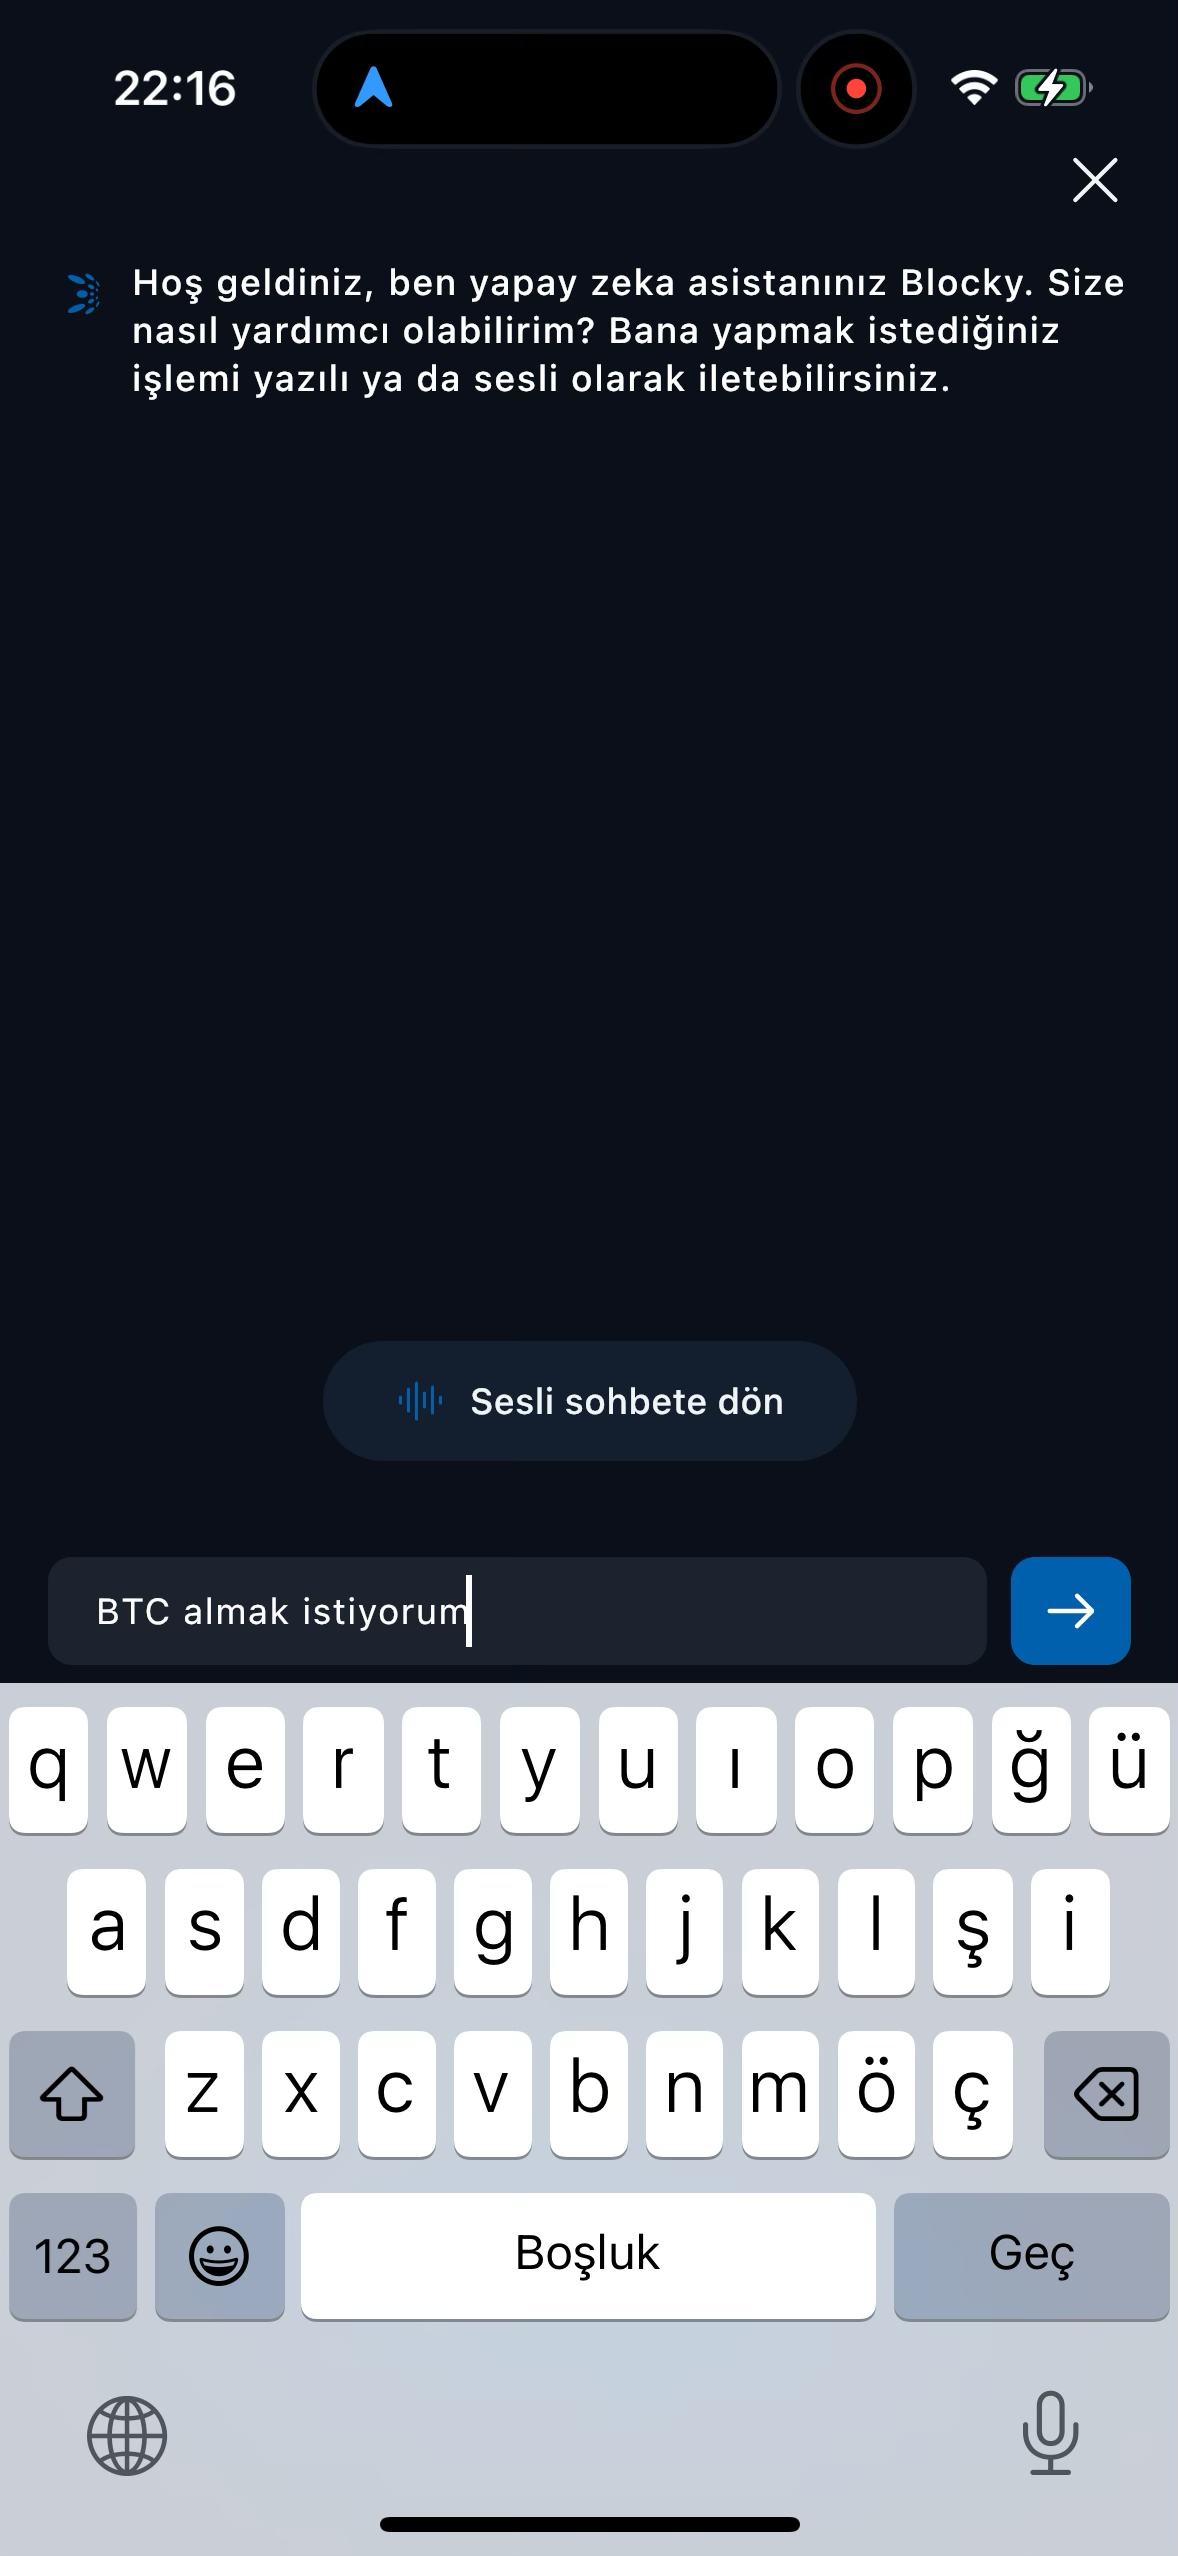 22:16
Hoş geldiniz, ben yapay zeka asistanınız Blocky. Size
nasıl yardımcı olabilirim? Bana yapmak istediğiniz
işlemi yazılı ya da sesli olarak iletebilirsiniz.
Sesli sohbete dön
BTC almak istiyorum
q w e r t y u ı o p ğ ü
a s d f g h j k l ş i
z x c v b n m ö ç
123 Boşluk Geç